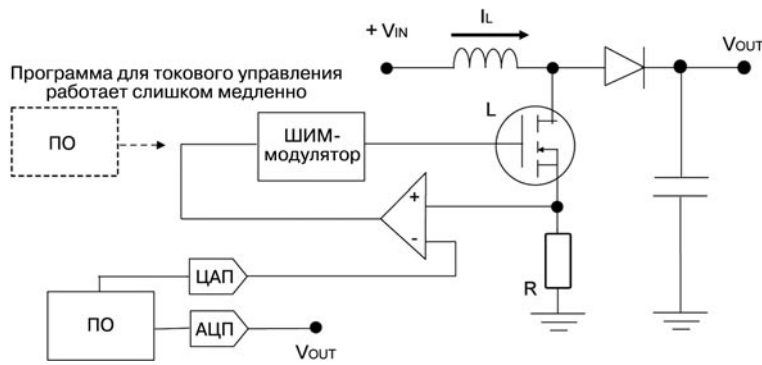 IL
+ VIN
VOUT
Программа для токового управления
работает слишком медленно
ПО
ШИМ-
модулятор
L
+
-
ЦАП
R
ПО
АЦП
VOUT